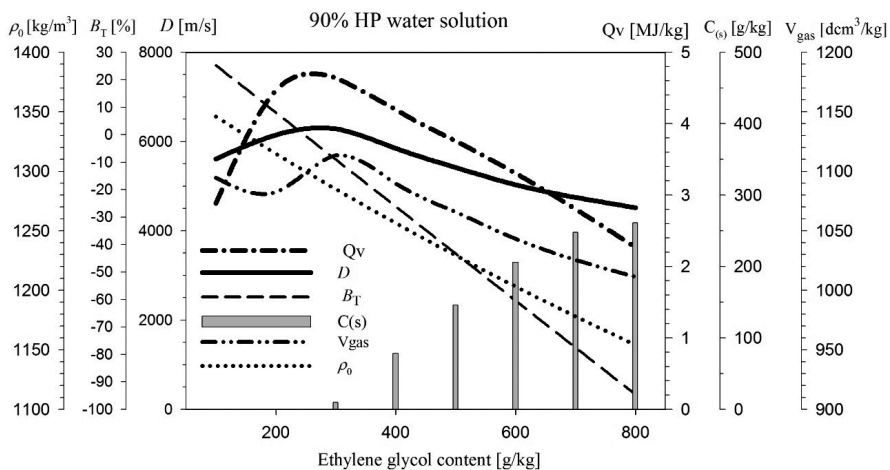 90% HP water solution
ρ₀ [kg/m³] B_T [%] D [m/s] Qv [MJ/kg] C₍ₛ₎ [g/kg] V_gas [dcm³/kg]
1400 30 8000 5 500 1200
20
1350 10 1150
6000 4 400
0
1300 -10 1100
-20 3 300
1250 -30 1050
4000
-40
Qv
D
1200 -50 2 200 1000
B_T
-60
C(s)
2000
1150 -70 1 100 950
Vgas
-80
ρ₀
-90
1100 -100 0 0 0 900
200 400 600 800
Ethylene glycol content [g/kg]